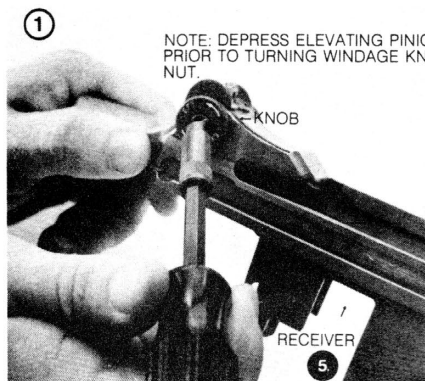 1
NOTE: DEPRESS ELEVATING
PRIOR TO TURNING WINDAGE
NUT.
KNOB
RECEIVER
5